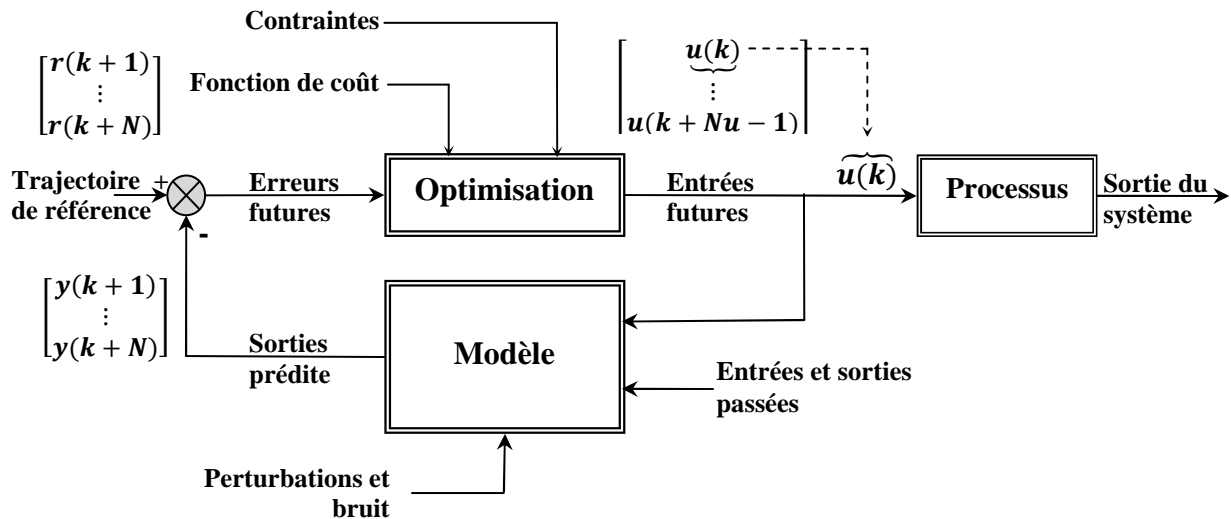 Contraintes
Fonction de coût
r(k + 1)
⋮
r(k + N)
u(k)
⋮
u(k + Nu − 1)
Trajectoire
de référence
+
-
Erreurs
futures
Optimisation
Entrées
futures
u(k)
Processus
Sortie du
système
y(k + 1)
⋮
y(k + N)
Sorties
prédite
Modèle
Entrées et sorties
passées
Perturbations et
bruit